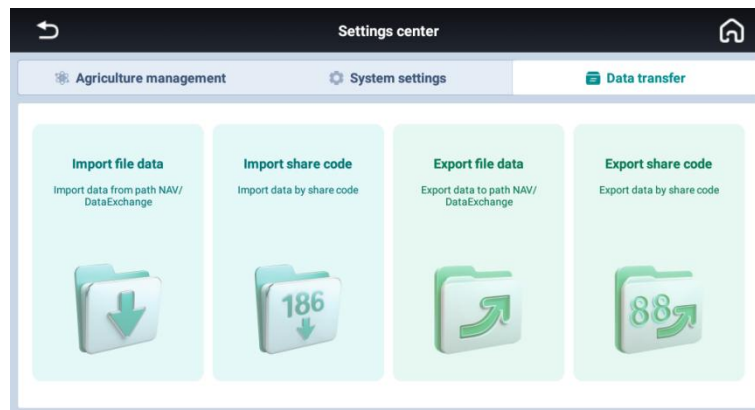 Settings center
Agriculture management
System settings
Data transfer
Import file data
Import data from path NAV/
DataExchange
Import share code
Import data by share code
186
Export file data
Export data to path NAV/
DataExchange
Export share code
Export data by share code
88